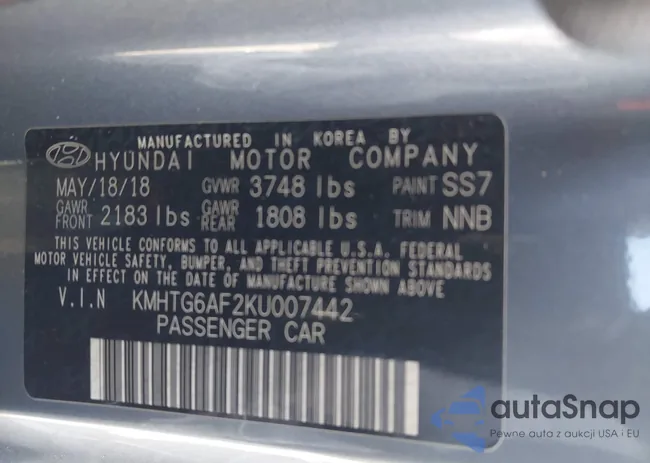 MANUFACTURED IN KOREA BY
HYUNDAI MOTOR COMPANY
MAY/18/18 GVWR 3748 lbs PAINT SS7
GAWR FRONT 2183 lbs GAWR REAR 1808 lbs TRIM NNB
THIS VEHICLE CONFORMS TO ALL APPLICABLE U.S.A. FEDERAL
MOTOR VEHICLE SAFETY, BUMPER, AND THEFT PREVENTION STANDARDS
IN EFFECT ON THE DATE OF MANUFACTURE SHOWN ABOVE
V.I.N KMHTG6AF2KU007442
PASSENGER CAR
autaSnap
Pewne auta z aukcji USA i EU